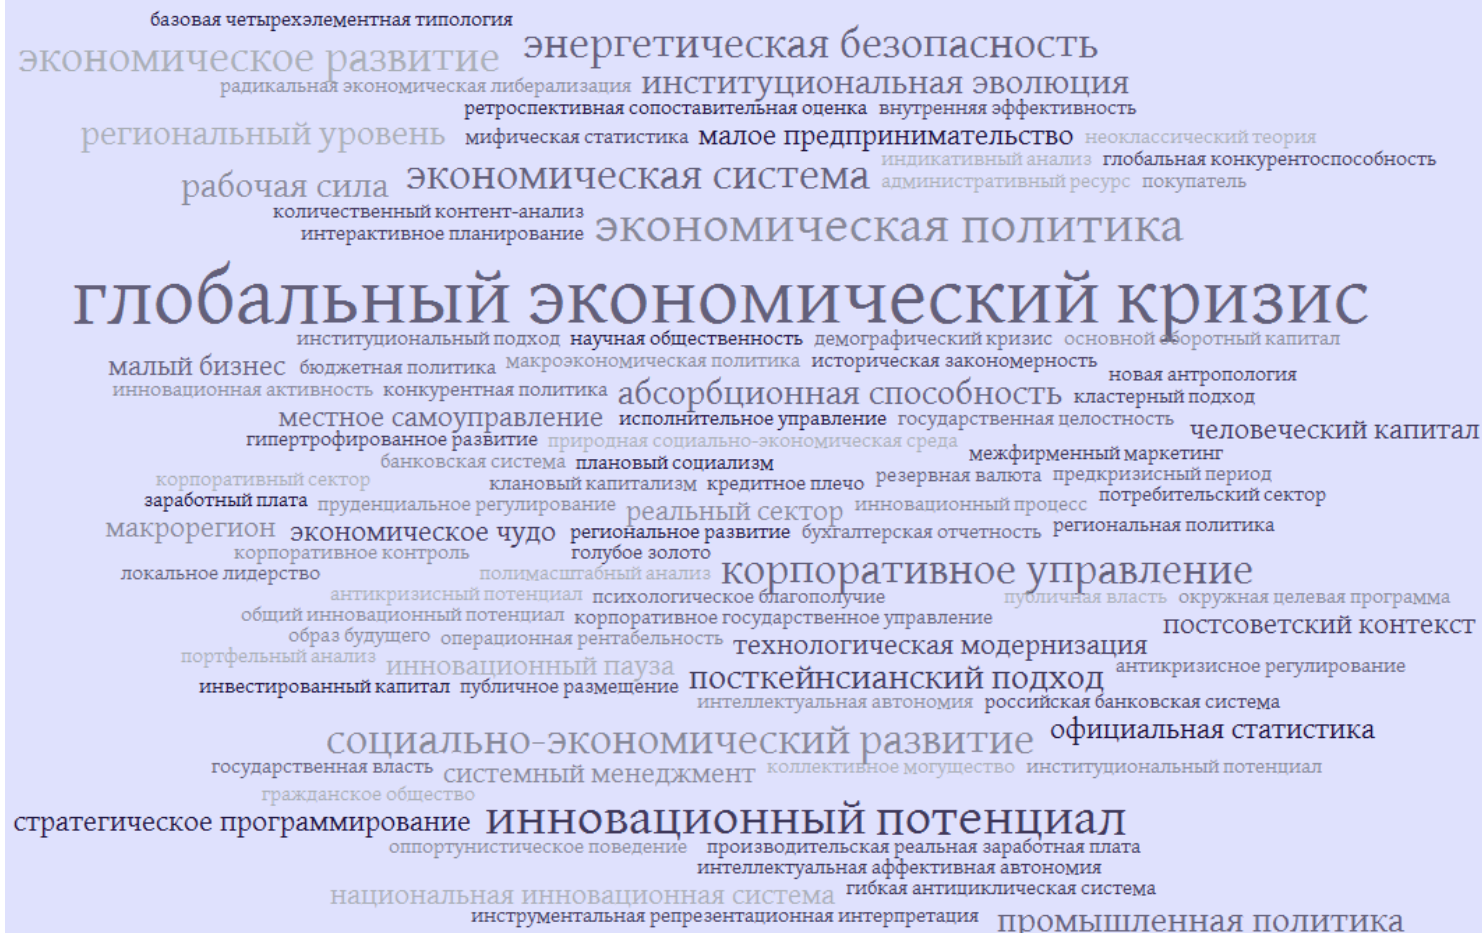 базовая четырехэлементная типология
экономическое развитие энергетическая безопасность
радикальная экономическая либерализация институциональная эволюция
ретроспективная сопоставительная оценка внутренняя эффективность
региональный уровень мифическая статистика малое предпринимательство неоклассический теория
индикативный анализ глобальная конкурентоспособность
рабочая сила экономическая система административный ресурс покупатель
количественный контент-анализ
интерактивное планирование экономическая политика
глобальный экономический кризис
институциональный подход научная общественность демографический кризис основной оборотный капитал
малый бизнес бюджетная политика макроэкономическая политика историческая закономерность
новая антропология
инновационная активность конкурентная политика абсорбционная способность кластерный подход
местное самоуправление исполнительное управление государственная целостность
человеческий капитал
гипертрофированное развитие природная социально-экономическая среда
межфирменный маркетинг
банковская система плановый социализм
корпоративный сектор клановый капитализм кредитное плечо резервная валюта предкризисный период
заработный плата пруденциальное регулирование реальный сектор инновационный процесс потребительский сектор
макрорегион экономическое чудо региональное развитие бухгалтерская отчетность региональная политика
корпоративное контроль голубое золото
локальное лидерство полимасштабный анализ корпоративное управление
антикризисный потенциал психологическое благополучие публичная власть окружная целевая программа
общий инновационный потенциал корпоративное государственное управление
постсоветский контекст
образ будущего операционная рентабельность технологическая модернизация
портфельный анализ инновационный пауза антикризисное регулирование
инвестированный капитал публичное размещение посткейнсианский подход
интеллектуальная автономия российская банковская система
социально-экономический развитие официальная статистика
государственная власть системный менеджмент коллективное могущество институциональный потенциал
гражданское общество
стратегическое программирование инновационный потенциал
оппортунистическое поведение производительская реальная заработная плата
интеллектуальная аффективная автономия
национальная инновационная система гибкая антициклическая система
инструментальная репрезентационная интерпретация промышленная политика